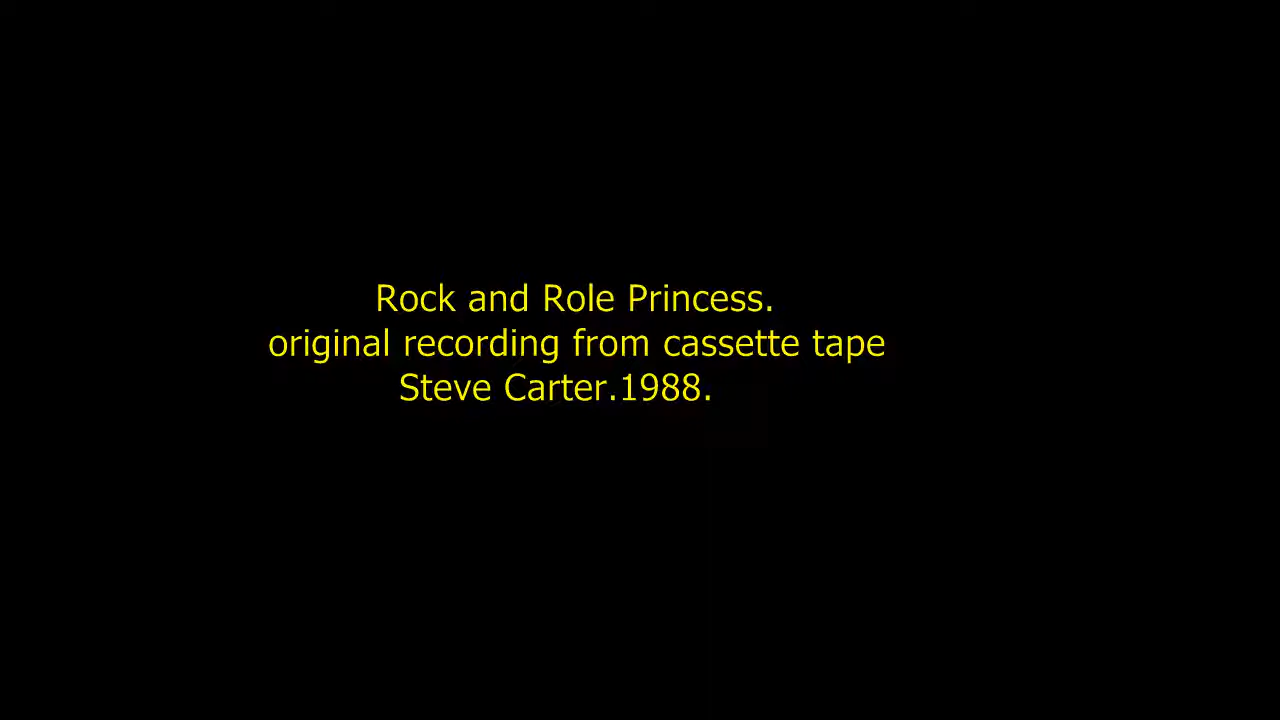 Rock and Role Princess.
original recording from cassette tape
Steve Carter.1988.